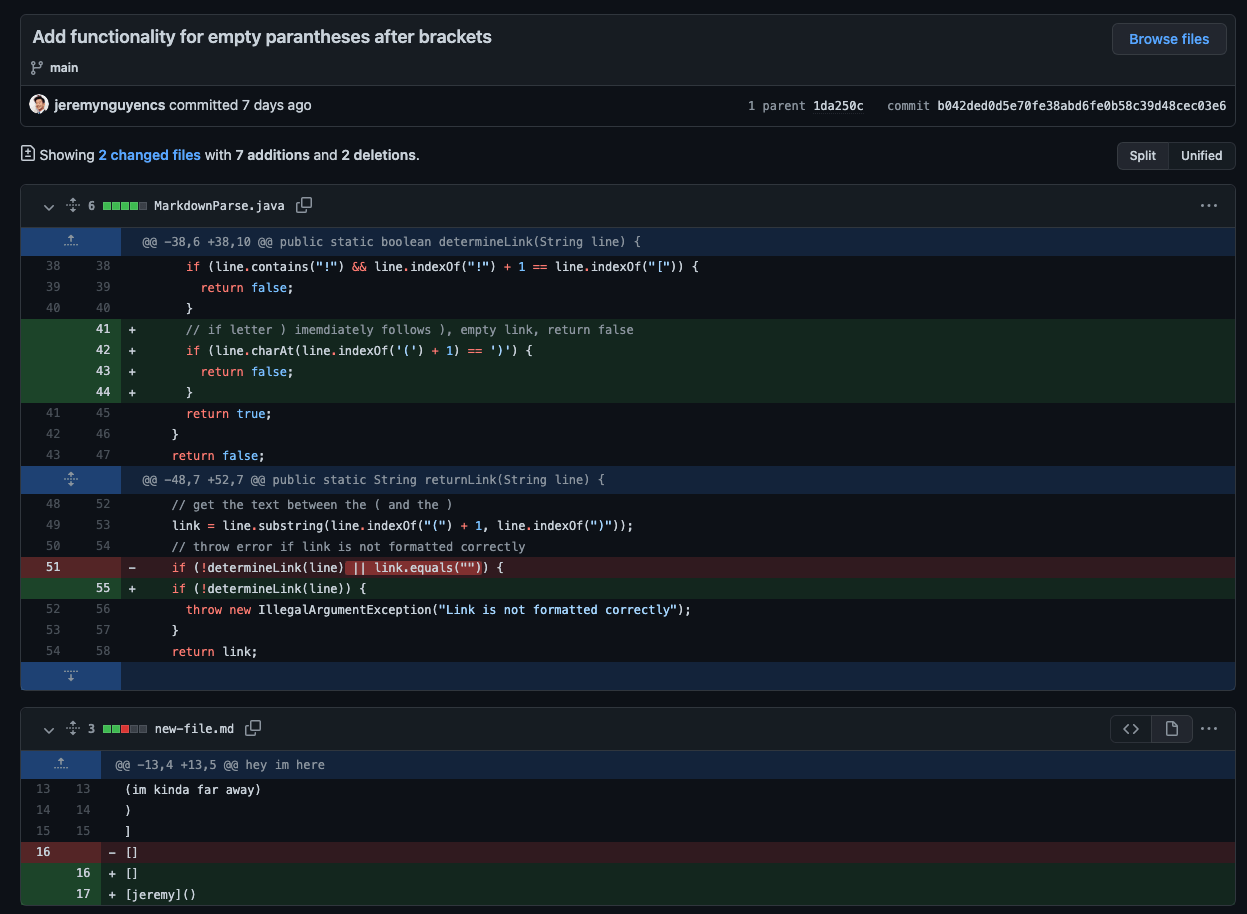 Add functionality for empty parantheses after brackets
Browse files
main
jeremynguyencs committed 7 days ago
1 parent 1da250c commit b042ded0d5e70fe38abd6fe0b58c39d48cec03e6
Showing 2 changed files with 7 additions and 2 deletions.
Split Unified
6 MarkdownParse.java
@@ -38,6 +38,10 @@ public static boolean determineLink(String line) {
38 38 if (line.contains("!") && line.indexOf("!") + 1 == line.indexOf("[")) {
39 39 return false;
40 40 }
41 + // if letter ) imemdiately follows ), empty link, return false
42 + if (line.charAt(line.indexOf('(') + 1) == ')') {
43 + return false;
44 + }
41 45 return true;
42 46 }
43 47 return false;
@@ -48,7 +52,7 @@ public static String returnLink(String line) {
48 52 // get the text between the ( and the )
49 53 link = line.substring(line.indexOf("(") + 1, line.indexOf(")"));
50 54 // throw error if link is not formatted correctly
51 - if (!determineLink(line) || link.equals("")) {
55 + if (!determineLink(line)) {
52 56 throw new IllegalArgumentException("Link is not formatted correctly");
53 57 }
54 58 return link;
3 new-file.md
@@ -13,4 +13,5 @@ hey im here
13 13 (im kinda far away)
14 14 )
15 15 ]
16 - []
16 + []
17 + [jeremy]()